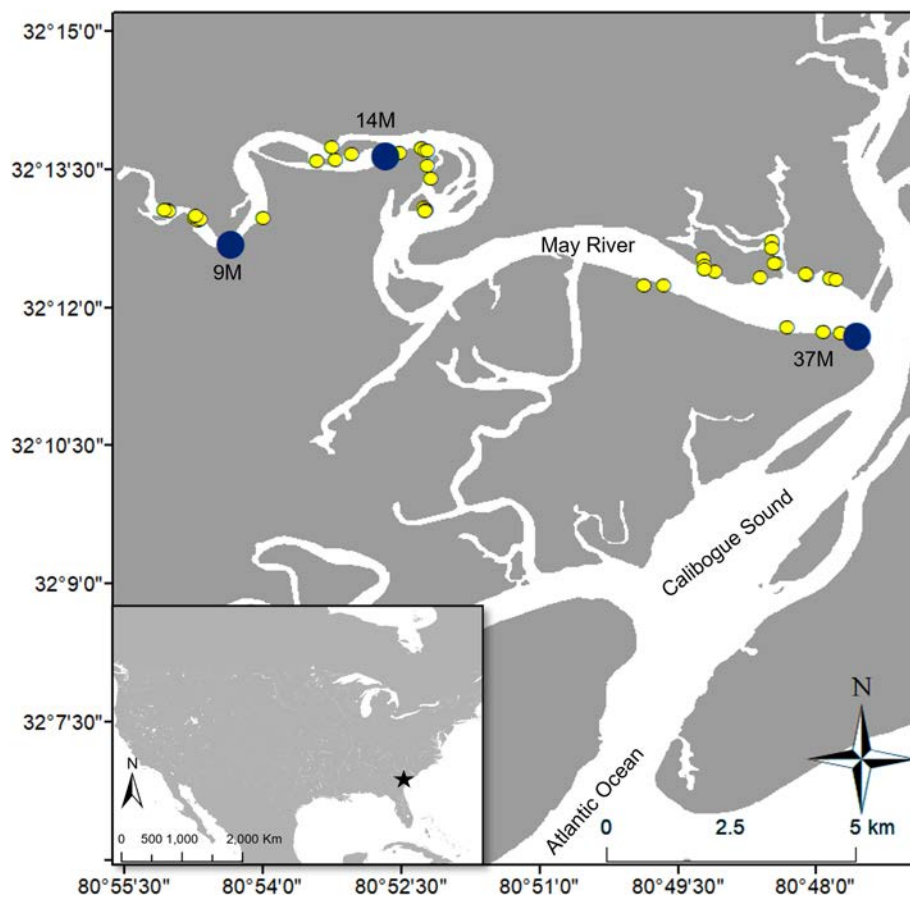 32°15'0"
14M
32°13'30"
May River
9M
32°12'0"
37M
32°10'30"
Calibogue Sound
32°9'0"
N
32°7'30"
Atlantic Ocean
N
0 2.5 5 km
0 500 1,000 2,000 Km
80°55'30" 80°54'0" 80°52'30" 80°51'0" 80°49'30" 80°48'0"